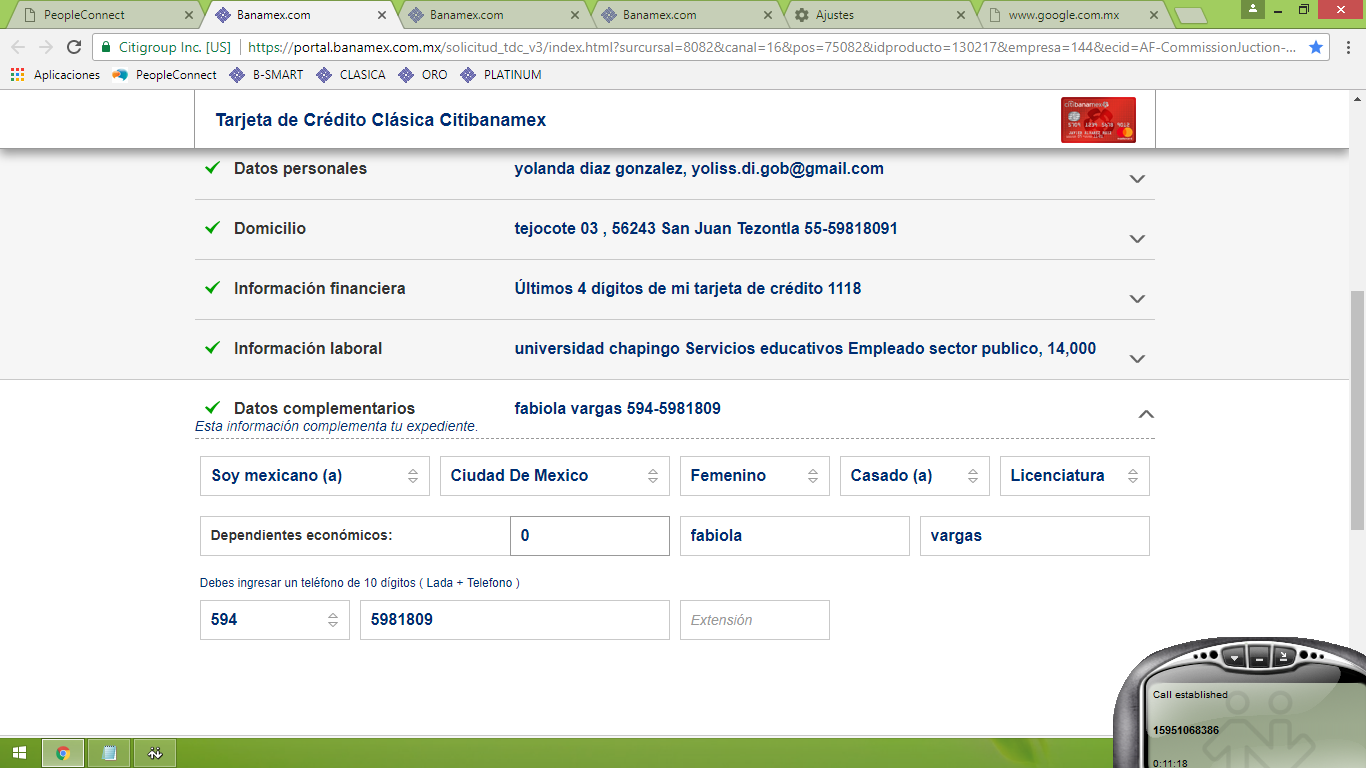 PeopleConnect
Banamex.com
Banamex.com
Banamex.com
Ajustes
www.google.com.mx
Citigroup Inc. [US] https://portal.banamex.com.mx/solicitud_tdc_v3/index.html?surcursal=8082&canal=16&pos=75082&idproducto=130217&empresa=144&ecid=AF-CommissionJuction-...
Aplicaciones PeopleConnect B-SMART CLASICA ORO PLATINUM
Tarjeta de Crédito Clásica Citibanamex
citibanamex
Datos personales yolanda diaz gonzalez, yoliss.di.gob@gmail.com
Domicilio tejocote 03 , 56243 San Juan Tezontla 55-59818091
Información financiera Últimos 4 dígitos de mi tarjeta de crédito 1118
Información laboral universidad chapingo Servicios educativos Empleado sector publico, 14,000
Datos complementarios fabiola vargas 594-5981809
Esta información complementa tu expediente.
Soy mexicano (a) Ciudad De Mexico Femenino Casado (a) Licenciatura
Dependientes económicos: 0 fabiola vargas
Debes ingresar un teléfono de 10 dígitos ( Lada + Telefono )
594 5981809 Extensión
Call established
15951068386
0:11:18